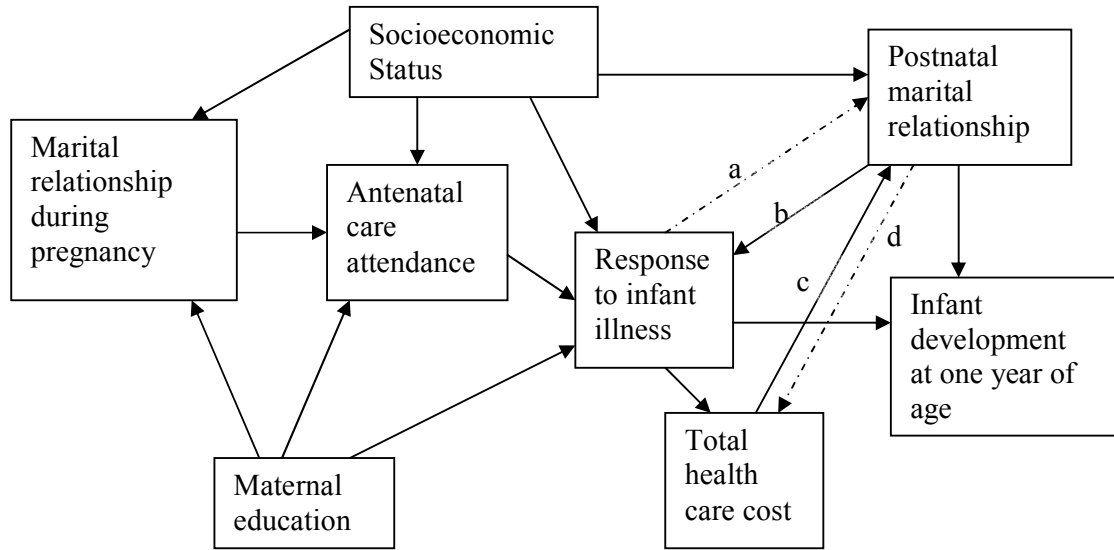 Socioeconomic
Status
Postnatal
marital
relationship
Marital
relationship
during
pregnancy
Antenatal
care
attendance
a
b
d
c
Response
to infant
illness
Infant
development
at one year of
age
Total
health
care cost
Maternal
education